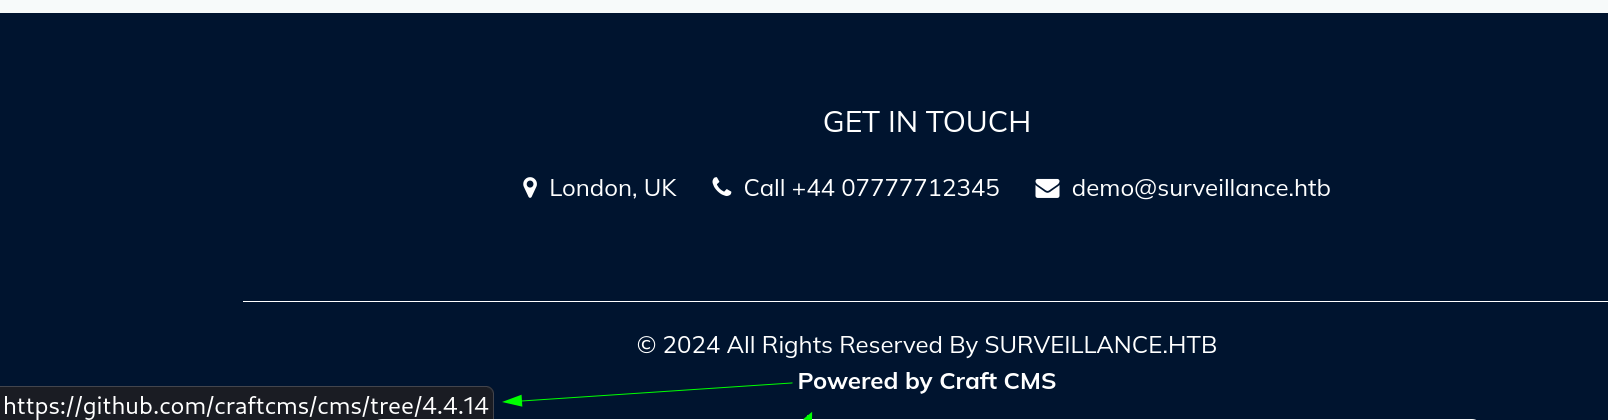 GET IN TOUCH
London, UK Call +44 07777712345 demo@surveillance.htb
© 2024 All Rights Reserved By SURVEILLANCE.HTB
Powered by Craft CMS
https://github.com/craftcms/cms/tree/4.4.14